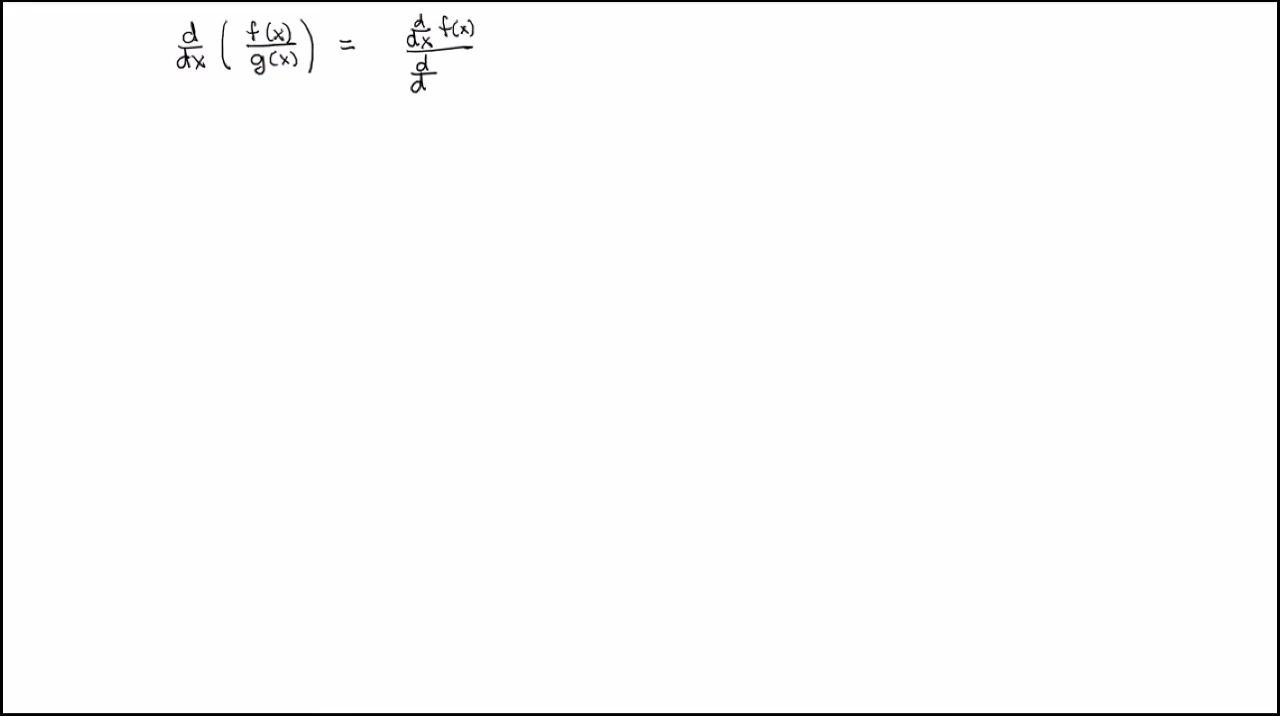 d/dx ( f(x)/g(x) ) = (d/dx f(x))/(d/d)